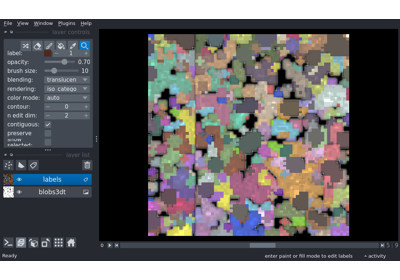 File View Window Plugins Help
layer controls
label: 1
opacity: 0.70
brush size: 10
blending: translucen
rendering: iso_catego
color mode: auto
contour: 0
n edit dim: 2
contiguous:
preserve
show
selected:
layer list
labels
blobs3dt
Ready
enter paint or fill mode to edit labels
activity